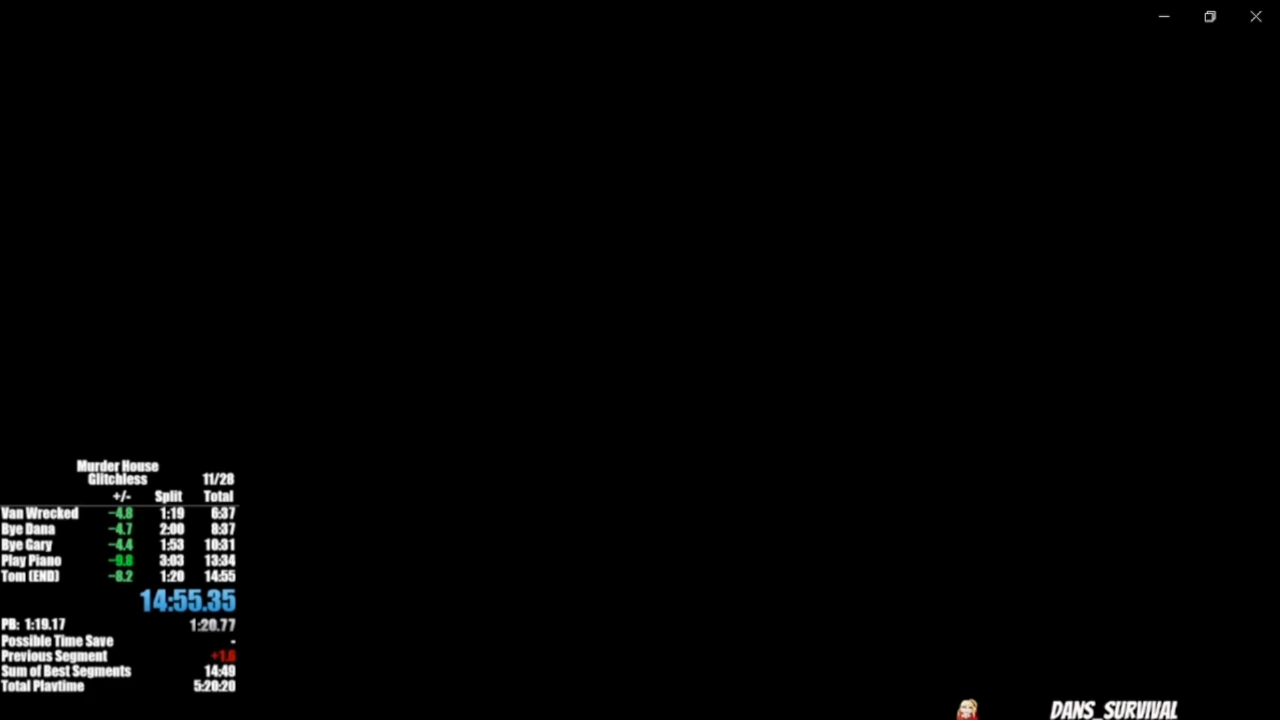 Murder House
Glitchless 11/28
+/- Split Total
Van Wrecked -4.8 1:19 6:37
Bye Dana -4.7 2:00 8:37
Bye Gary -4.4 1:53 10:31
Play Piano -9.8 3:03 13:34
Tom (END) -8.2 1:20 14:55
14:55.35
PB: 1:19.17 1:20.77
Possible Time Save -
Previous Segment +1.6
Sum of Best Segments 14:49
Total Playtime 5:20:20
DANS_SURVIVAL